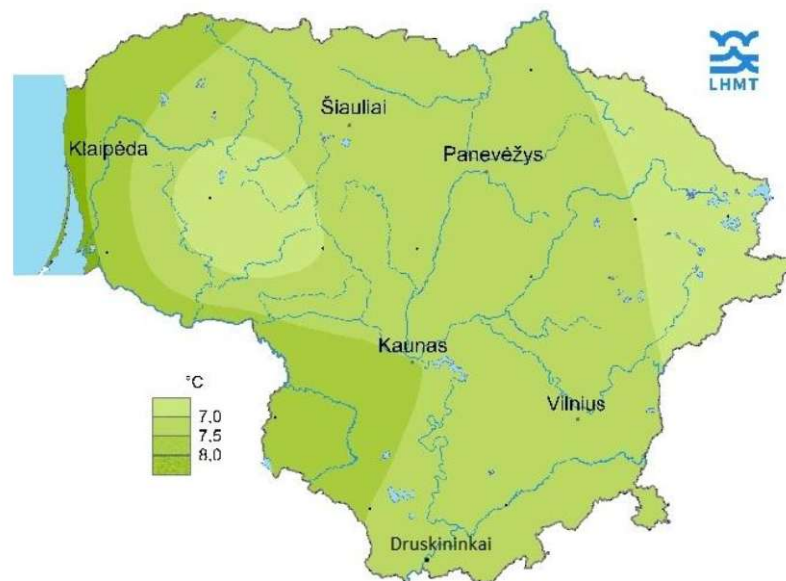 LHMT
Šiauliai
Klaipėda
Panevėžys
Kaunas
°C
7,0
7,5
8,0
Vilnius
Druskininkai